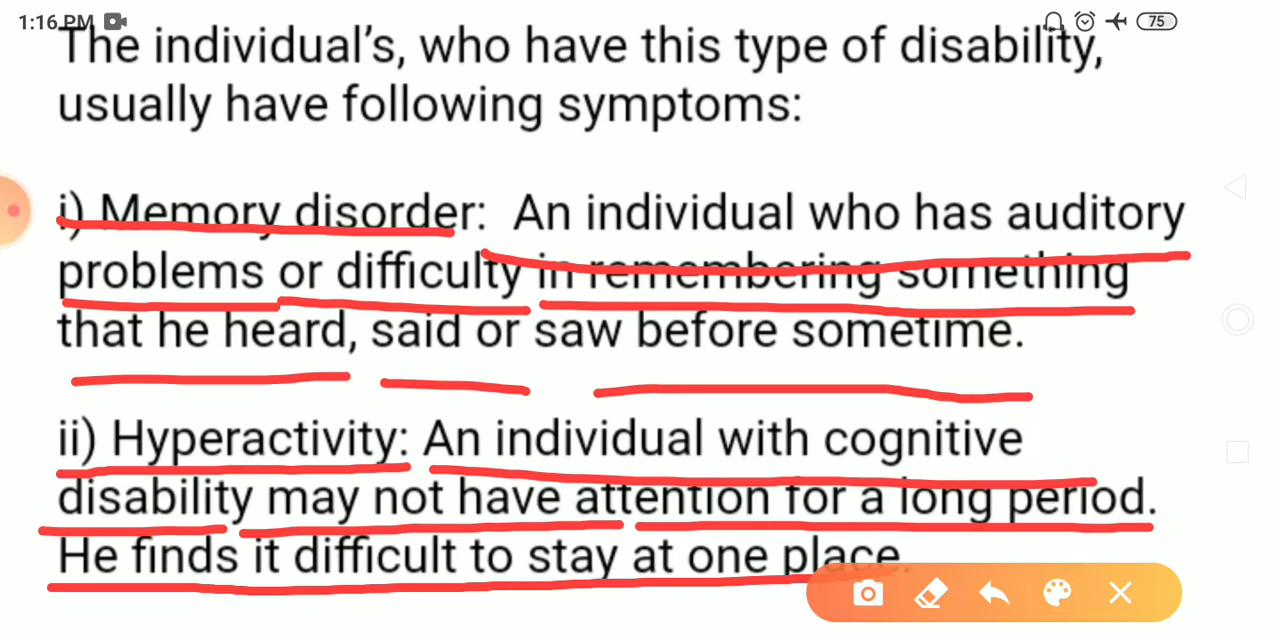 1:16 PM 75
The individual's, who have this type of disability,
usually have following symptoms:
i) Memory disorder: An individual who has auditory
problems or difficulty in remembering something
that he heard, said or saw before sometime.
ii) Hyperactivity: An individual with cognitive
disability may not have attention for a long period.
He finds it difficult to stay at one place.